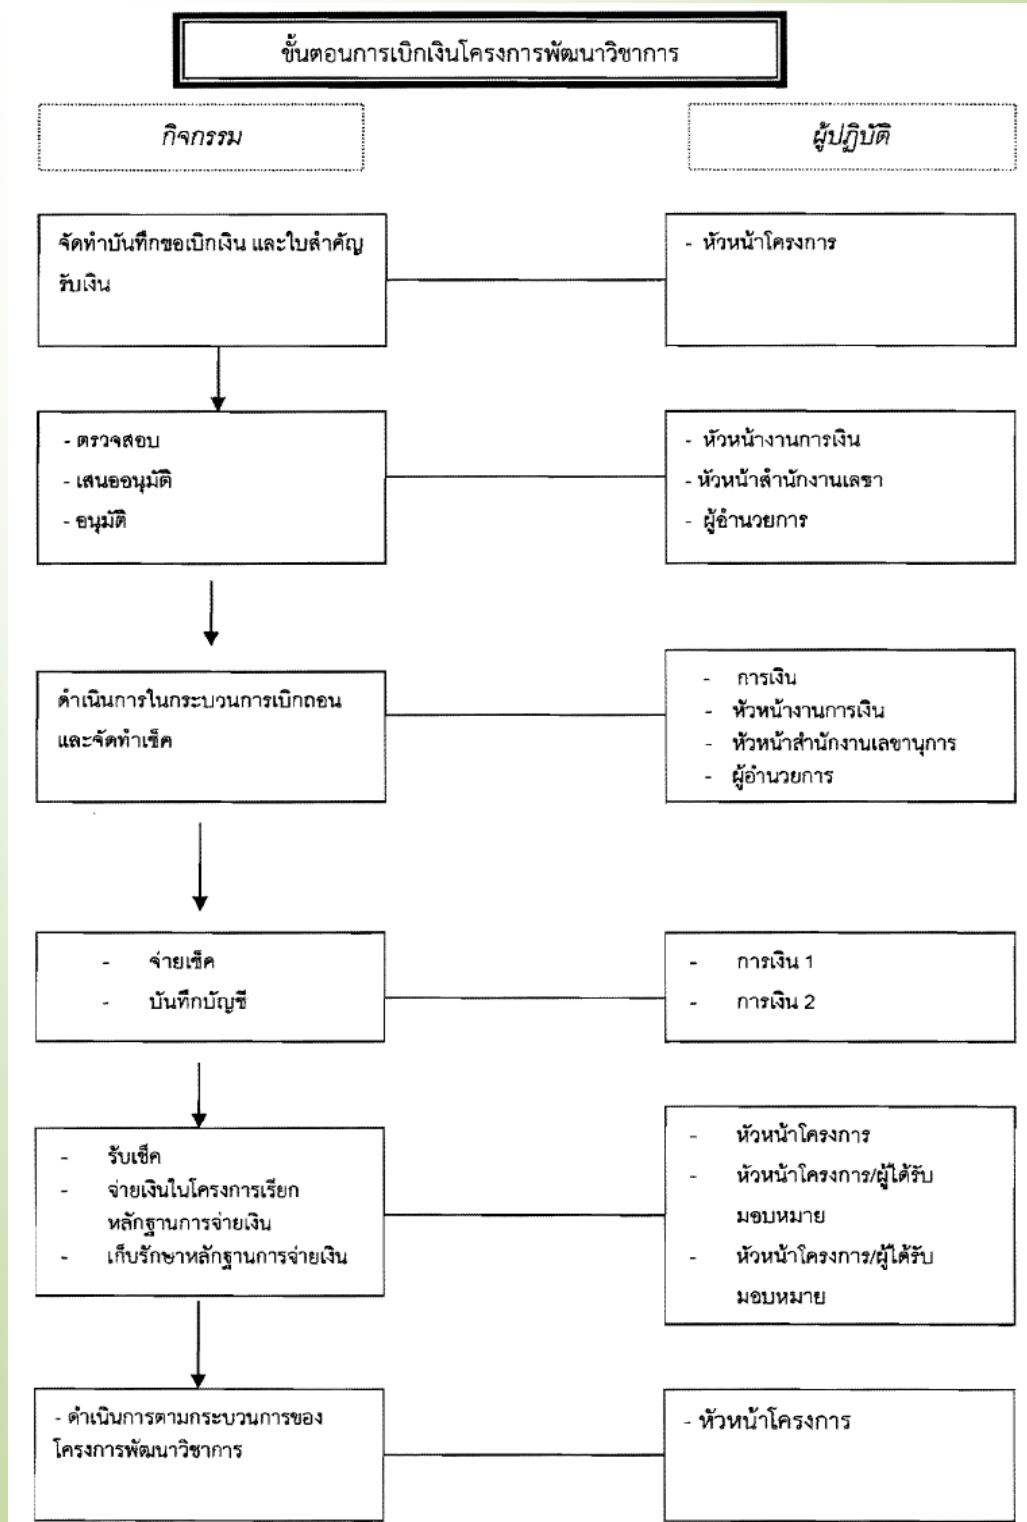 ขั้นตอนการเบิกเงินโครงการพัฒนาวิชาการ
กิจกรรม
ผู้ปฏิบัติ
จัดทำบันทึกขอเบิกเงิน และใบสำคัญ
รับเงิน
- หัวหน้าโครงการ
- ตรวจสอบ
- เสนออนุมัติ
- อนุมัติ
- หัวหน้างานการเงิน
- หัวหน้าสำนักงานเลขา
- ผู้อำนวยการ
ดำเนินการในกระบวนการเบิกถอน
และจัดทำเช็ค
- การเงิน
- หัวหน้างานการเงิน
- หัวหน้าสำนักงานเลขานุการ
- ผู้อำนวยการ
- จ่ายเช็ค
- บันทึกบัญชี
- การเงิน 1
- การเงิน 2
- รับเช็ค
- จ่ายเงินในโครงการเรียก
หลักฐานการจ่ายเงิน
- เก็บรักษาหลักฐานการจ่ายเงิน
- หัวหน้าโครงการ
- หัวหน้าโครงการ/ผู้ได้รับ
มอบหมาย
- หัวหน้าโครงการ/ผู้ได้รับ
มอบหมาย
- ดำเนินการตามกระบวนการของ
โครงการพัฒนาวิชาการ
- หัวหน้าโครงการ